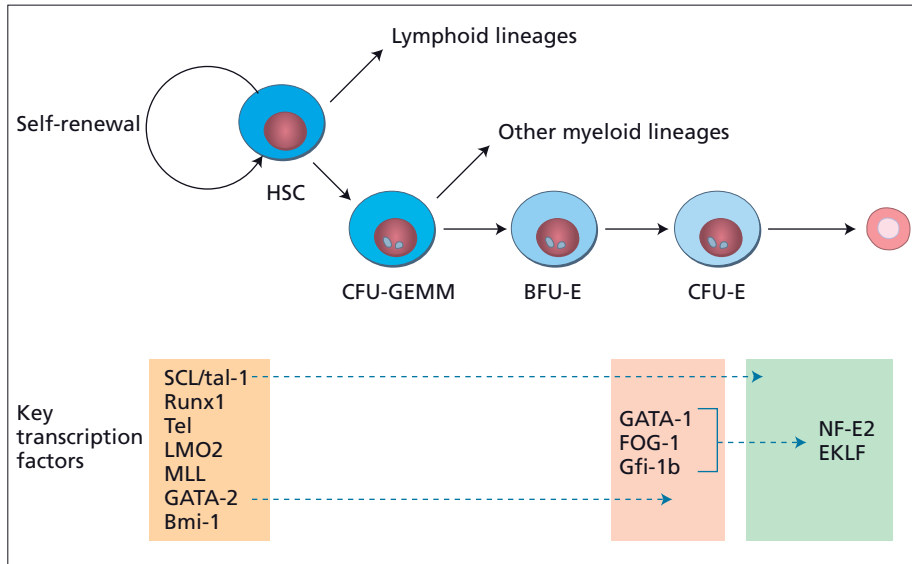 Lymphoid lineages
Self-renewal
Other myeloid lineages
HSC
CFU-GEMM
BFU-E
CFU-E
Key
transcription
factors
SCL/tal-1
Runx1
Tel
LMO2
MLL
GATA-2
Bmi-1
GATA-1
FOG-1
Gfi-1b
NF-E2
EKLF